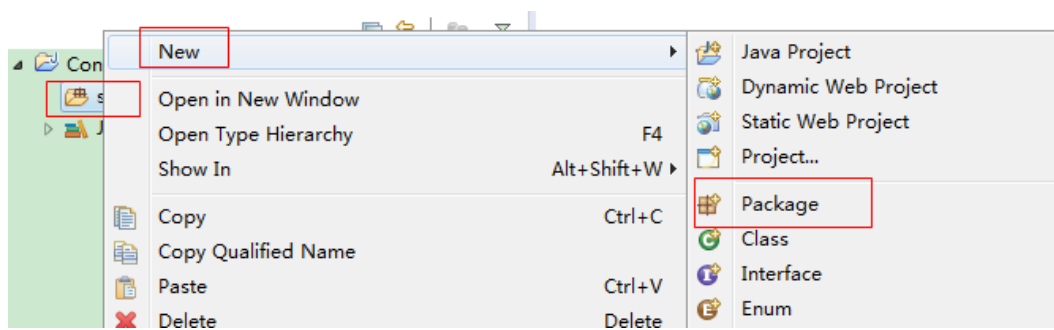 Con
New
Open in New Window
Open Type Hierarchy F4
Show In Alt+Shift+W
Copy Ctrl+C
Copy Qualified Name
Paste Ctrl+V
Delete Delete
Java Project
Dynamic Web Project
Static Web Project
Project...
Package
Class
Interface
Enum